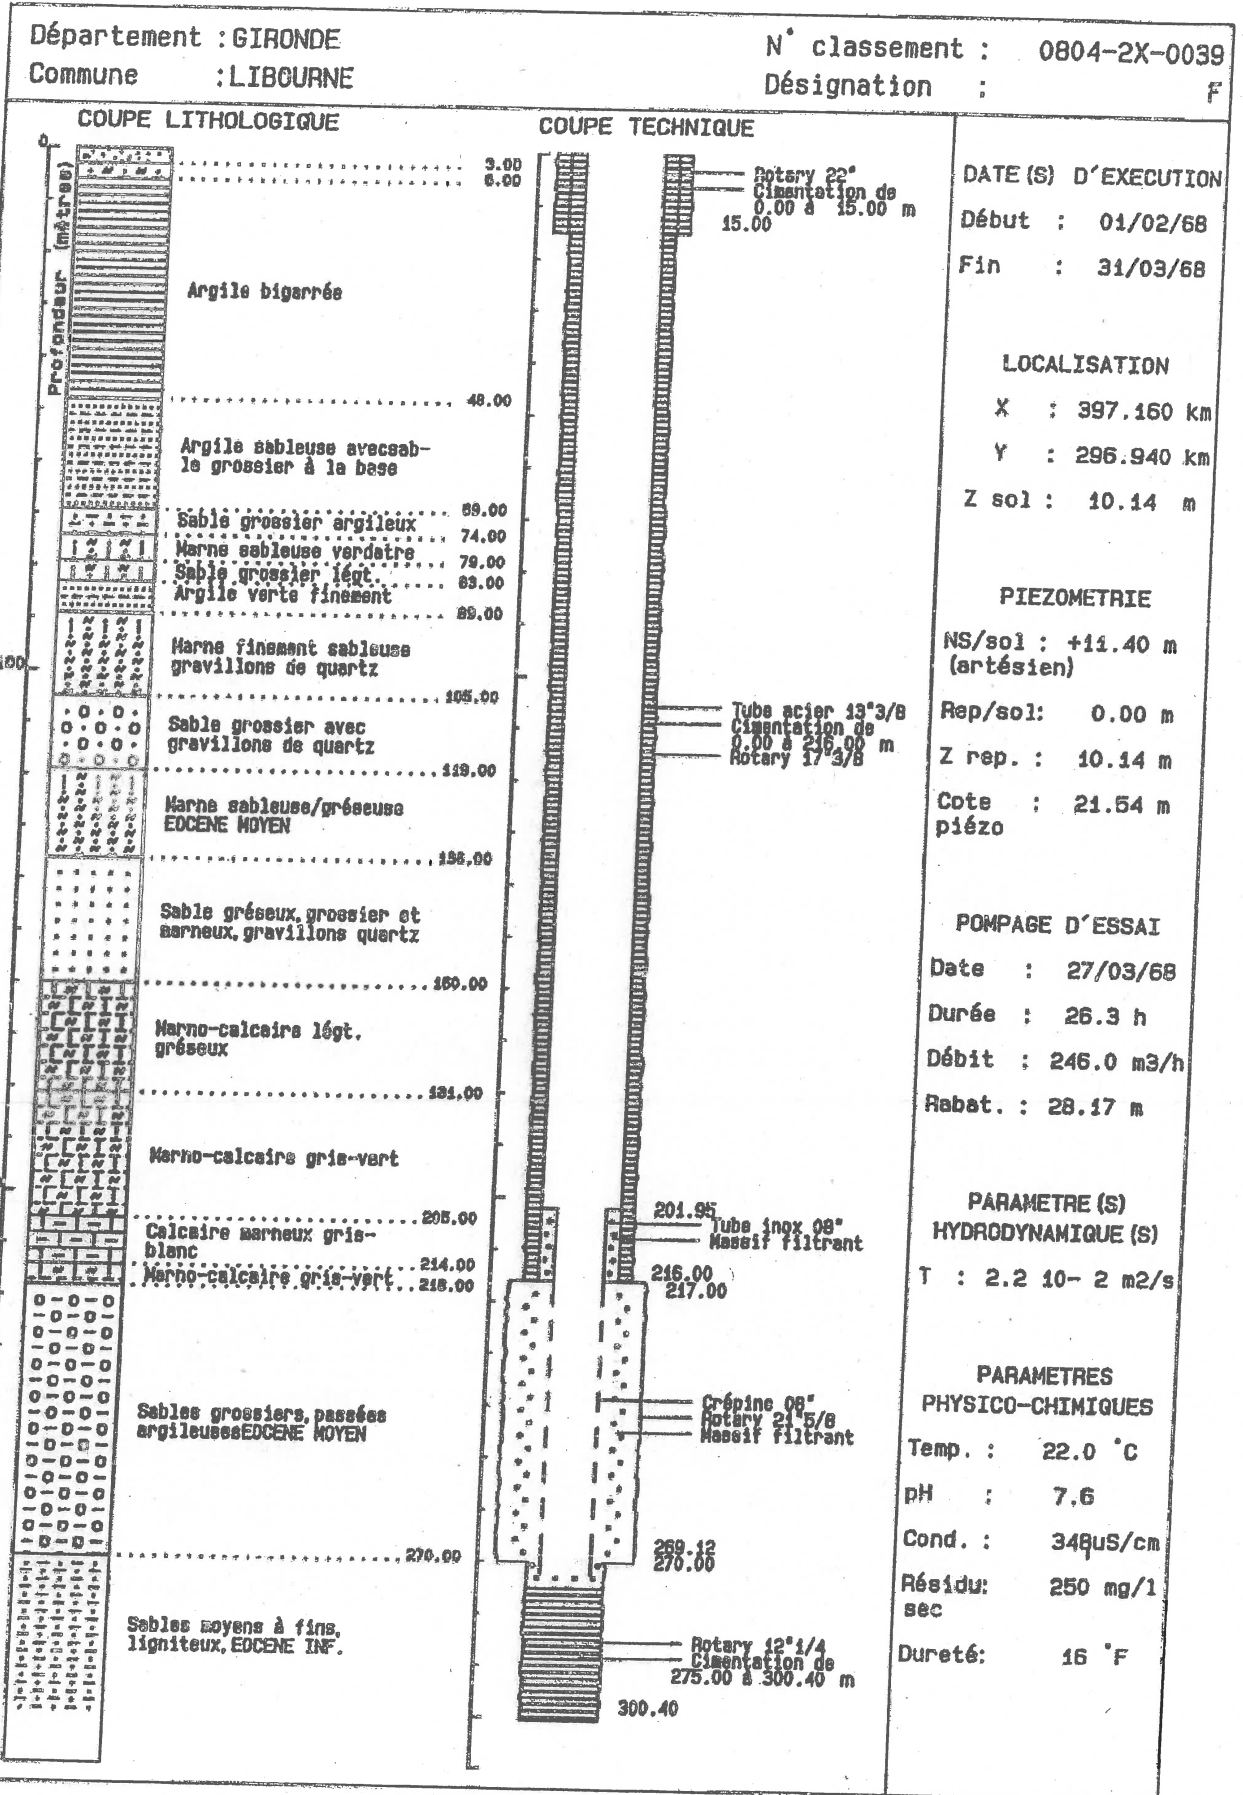 Département : GIRONDE
Commune : LIBOURNE
N° classement : 0804-2X-0039
Désignation : F
COUPE LITHOLOGIQUE
Profondeur (mètres)
0
3.00
6.00
Argile bigarrée
48.00
Argile sableuse avecsab-
le grossier à la base
69.00
Sable grossier argileux
74.00
Marne sableuse verdatre
79.00
Sable grossier légt.
83.00
Argile verte finement
89.00
Marne finement sableuse
gravillons de quartz
100
105.00
Sable grossier avec
gravillons de quartz
119.00
Marne sableuse/gréseuse
EOCENE MOYEN
136.00
Sable gréseux, grossier et
marneux, gravillons quartz
160.00
Marno-calcaire légt.
gréseux
181.00
Marno-calcaire gris-vert
205.00
Calcaire marneux gris-
blanc
214.00
Marno-calcaire gris-vert
218.00
Sables grossiers, passées
argileusesEOCENE MOYEN
270.00
Sables moyens à fins,
ligniteux, EOCENE INF.
COUPE TECHNIQUE
Rotary 22"
Cimentation de
0.00 à 15.00 m
15.00
Tube acier 13"3/8
Cimentation de
0.00 à 216.00 m
Rotary 17"3/8
201.95
Tube inox 08"
Massif filtrant
216.00
217.00
Crépine 08"
Rotary 21"5/8
Massif filtrant
269.12
270.00
Rotary 12"1/4
Cimentation de
275.00 à 300.40 m
300.40
DATE(S) D'EXECUTION
Début : 01/02/68
Fin : 31/03/68
LOCALISATION
X : 397.160 km
Y : 296.940 km
Z sol : 10.14 m
PIEZOMETRIE
NS/sol : +11.40 m
(artésien)
Rep/sol: 0.00 m
Z rep. : 10.14 m
Cote : 21.54 m
piézo
POMPAGE D'ESSAI
Date : 27/03/68
Durée : 26.3 h
Débit : 246.0 m3/h
Rabat. : 28.17 m
PARAMETRE(S)
HYDRODYNAMIQUE(S)
T : 2.2 10- 2 m2/s
PARAMETRES
PHYSICO-CHIMIQUES
Temp. : 22.0 °C
pH : 7.6
Cond. : 348uS/cm
Résidu: 250 mg/l
sec
Dureté: 16 °F